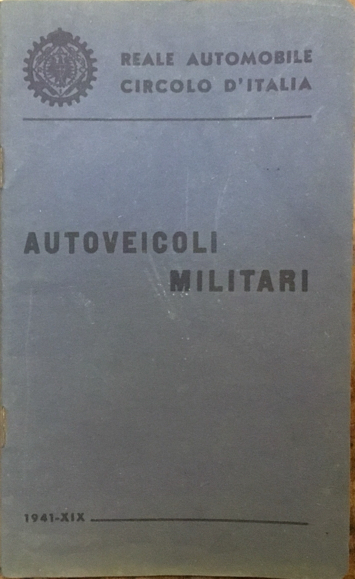 REALE AUTOMOBILE
CIRCOLO D'ITALIA
AUTOVEICOLI
MILITARI
1941-XIX